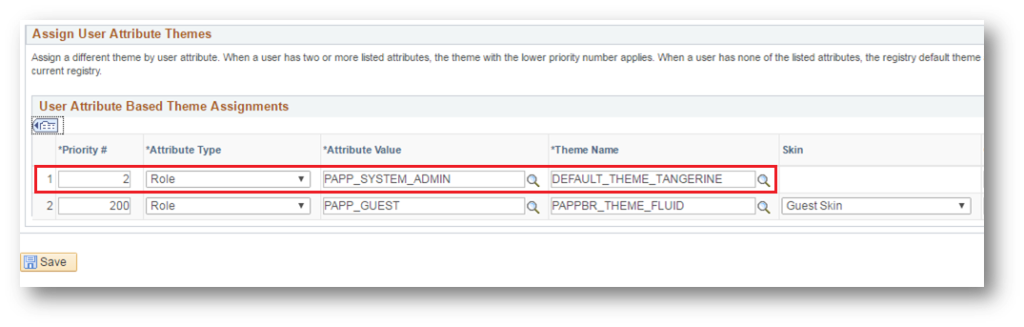 Assign User Attribute Themes
Assign a different theme by user attribute. When a user has two or more listed attributes, the theme with the lower priority number applies. When a user has none of the listed attributes, the registry default theme
current registry.
User Attribute Based Theme Assignments
*Priority # *Attribute Type *Attribute Value *Theme Name Skin
1 2 Role PAPP_SYSTEM_ADMIN DEFAULT_THEME_TANGERINE
2 200 Role PAPP_GUEST PAPPBR_THEME_FLUID Guest Skin
Save